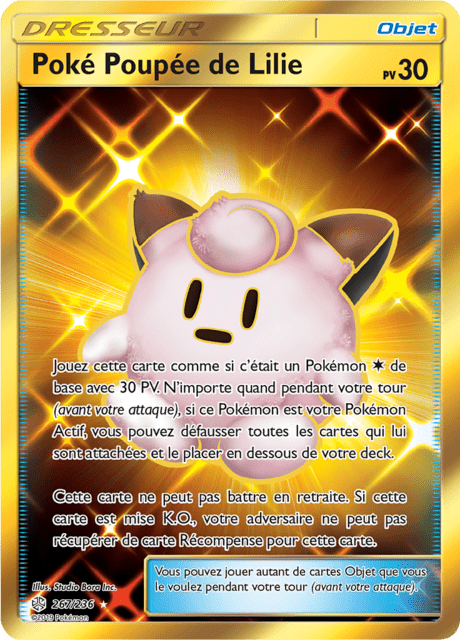 DRESSEUR Objet
Poké Poupée de Lilie PV 30
Jouez cette carte comme si c'était un Pokémon de
base avec 30 PV. N'importe quand pendant votre tour
(avant votre attaque), si ce Pokémon est votre Pokémon
Actif, vous pouvez défausser toutes les cartes qui lui
sont attachées et le placer en dessous de votre deck.
Cette carte ne peut pas battre en retraite. Si cette
carte est mise K.O., votre adversaire ne peut pas
récupérer de carte Récompense pour cette carte.
Vous pouvez jouer autant de cartes Objet que vous
le voulez pendant votre tour (avant votre attaque).
Illus. Studio Bora Inc.
267/236
©2019 Pokémon